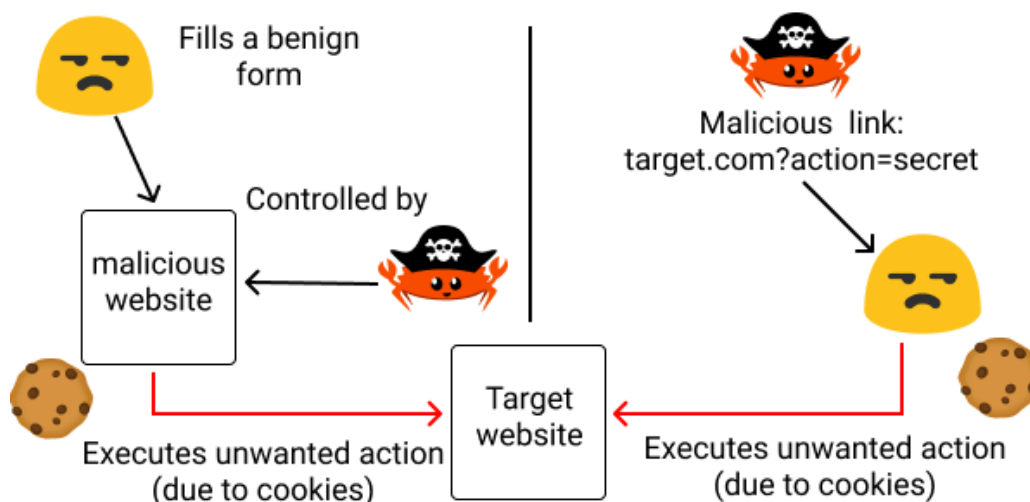 Fills a benign
form
Controlled by
malicious
website
Executes unwanted action
(due to cookies)
Malicious link:
target.com?action=secret
Target
website
Executes unwanted action
(due to cookies)